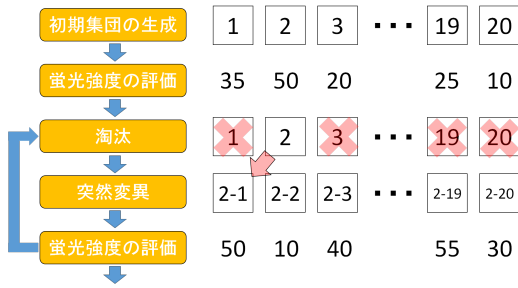 初期集団の生成 1 2 3 ・・・ 19 20
蛍光強度の評価 35 50 20 25 10
淘汰 1 2 3 ・・・ 19 20
突然変異 2-1 2-2 2-3 ・・・ 2-19 2-20
蛍光強度の評価 50 10 40 55 30